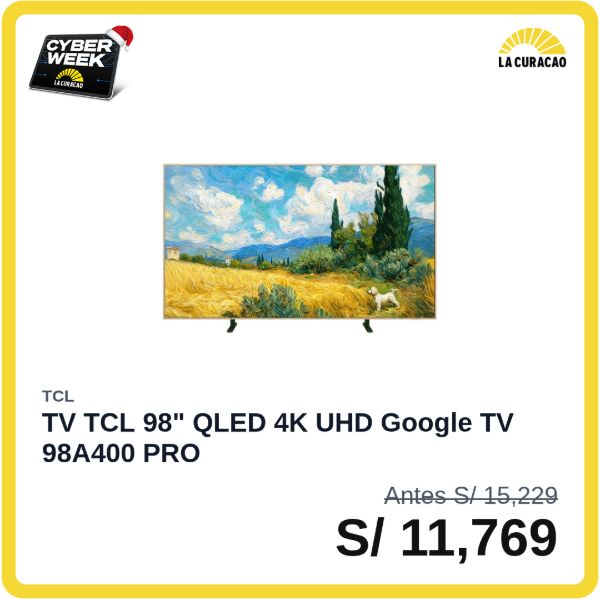 CYBER
WEEK
LA CURACAO
LA CURACAO
TCL
TV TCL 98" QLED 4K UHD Google TV
98A400 PRO
Antes S/ 15,229
S/ 11,769